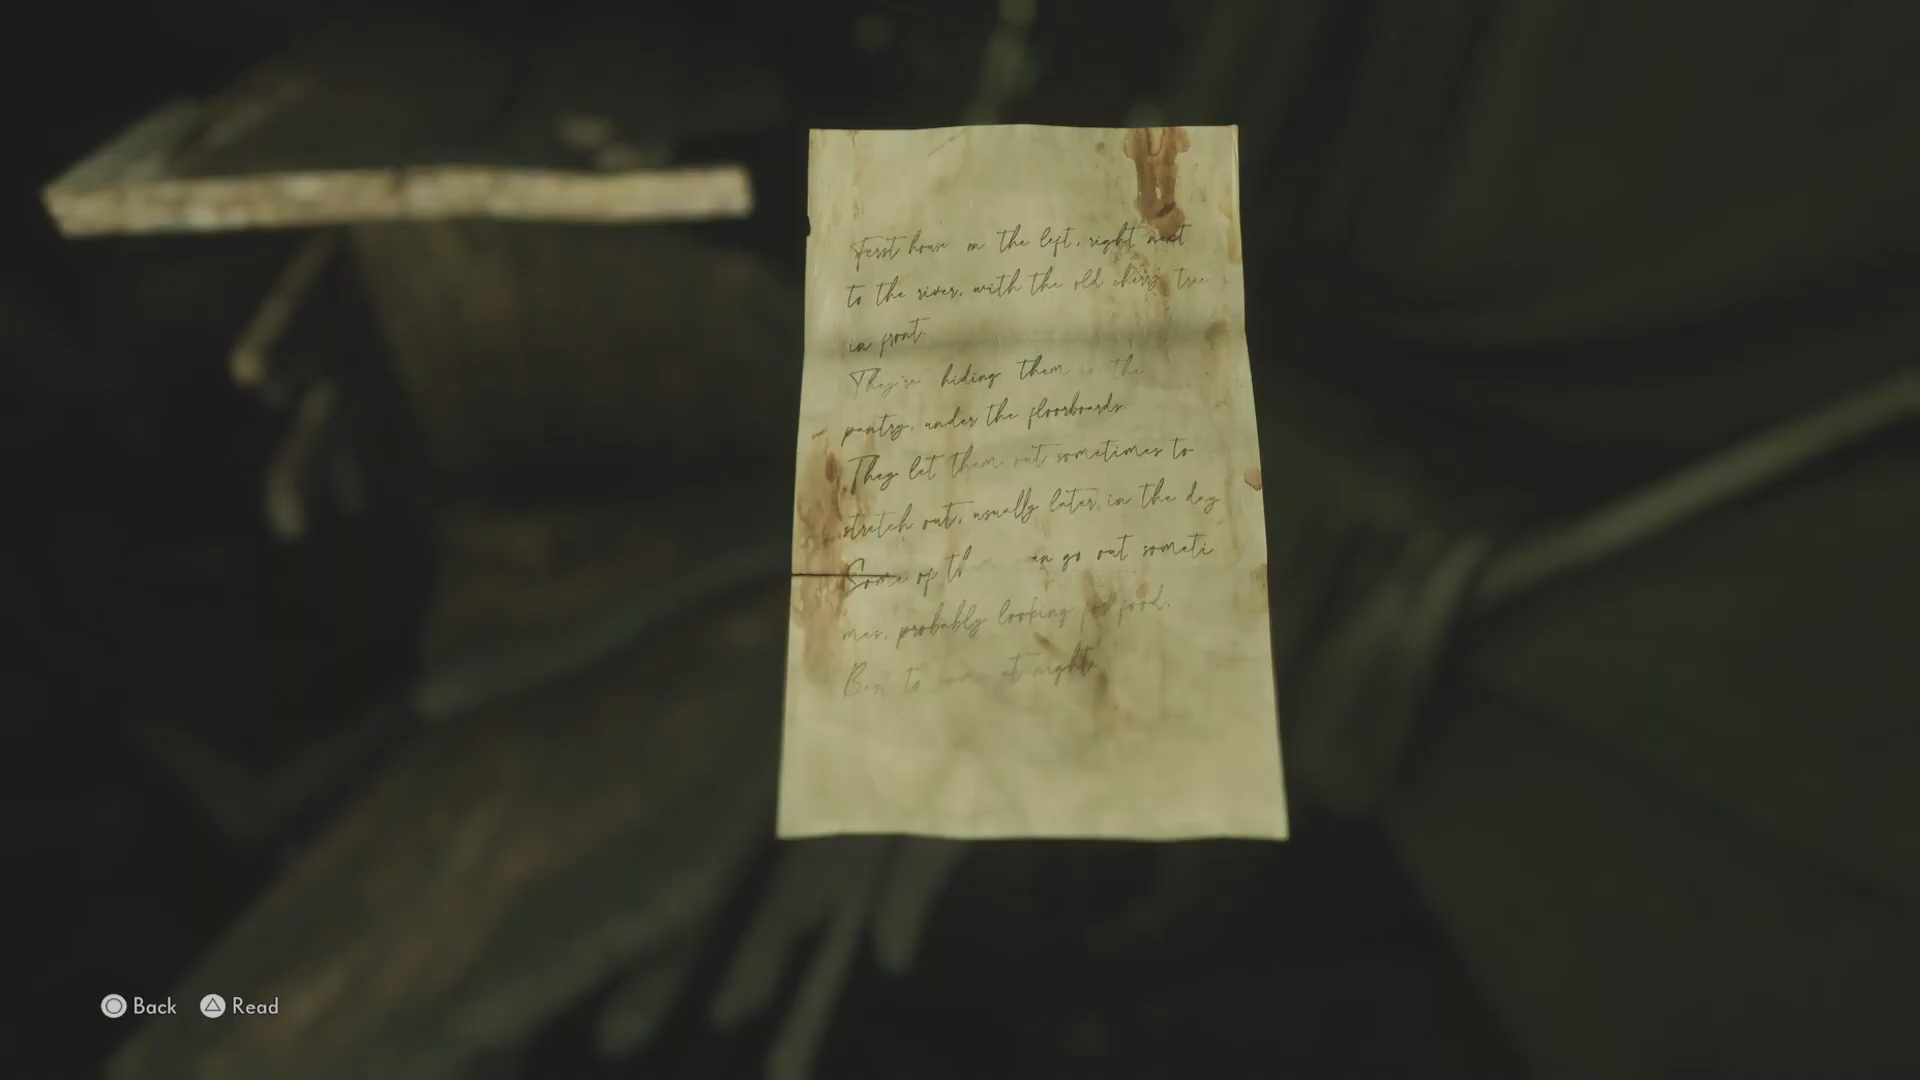 First house on the left, right next
to the river, with the old cherry tree
in front.
They're hiding them in the
pantry, under the floorboards.
They let them out sometimes to
stretch out, usually later in the day
Some of th en go out someti
mes, probably looking for food.
to at night.
Back Read